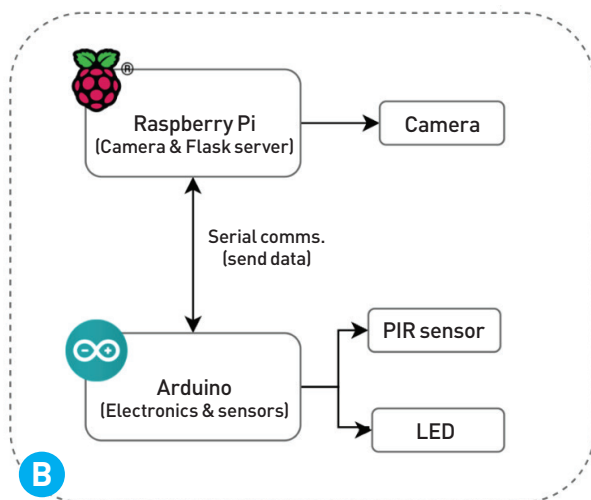 ®
Raspberry Pi
(Camera & Flask server)
Camera
Serial comms.
(send data)
PIR sensor
Arduino
(Electronics & sensors)
LED
B